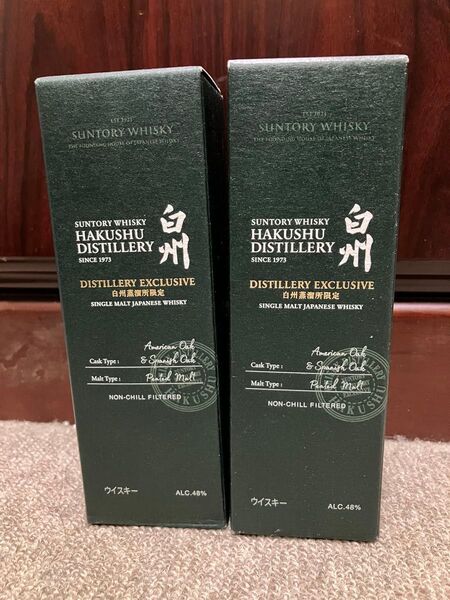 EST 1923
SUNTORY WHISKY
THE FOUNDING HOUSE OF JAPANESE WHISKY
SUNTORY WHISKY
HAKUSHU
DISTILLERY
SINCE 1973
白州
DISTILLERY EXCLUSIVE
白州蒸溜所限定
SINGLE MALT JAPANESE WHISKY
Cask Type :
American Oak
& Spanish Oak
Malt Type :
Peated Malt
NON-CHILL FILTERED
HAKUSHU
ウイスキー
ALC.48%
EST 1923
SUNTORY WHISKY
THE FOUNDING HOUSE OF JAPANESE WHISKY
SUNTORY WHISKY
HAKUSHU
DISTILLERY
SINCE 1973
白州
DISTILLERY EXCLUSIVE
白州蒸溜所限定
SINGLE MALT JAPANESE WHISKY
Cask Type :
American Oak
& Spanish Oak
Malt Type :
Peated Malt
NON-CHILL FILTERED
HAKUSHU
ウイスキー
ALC.48%